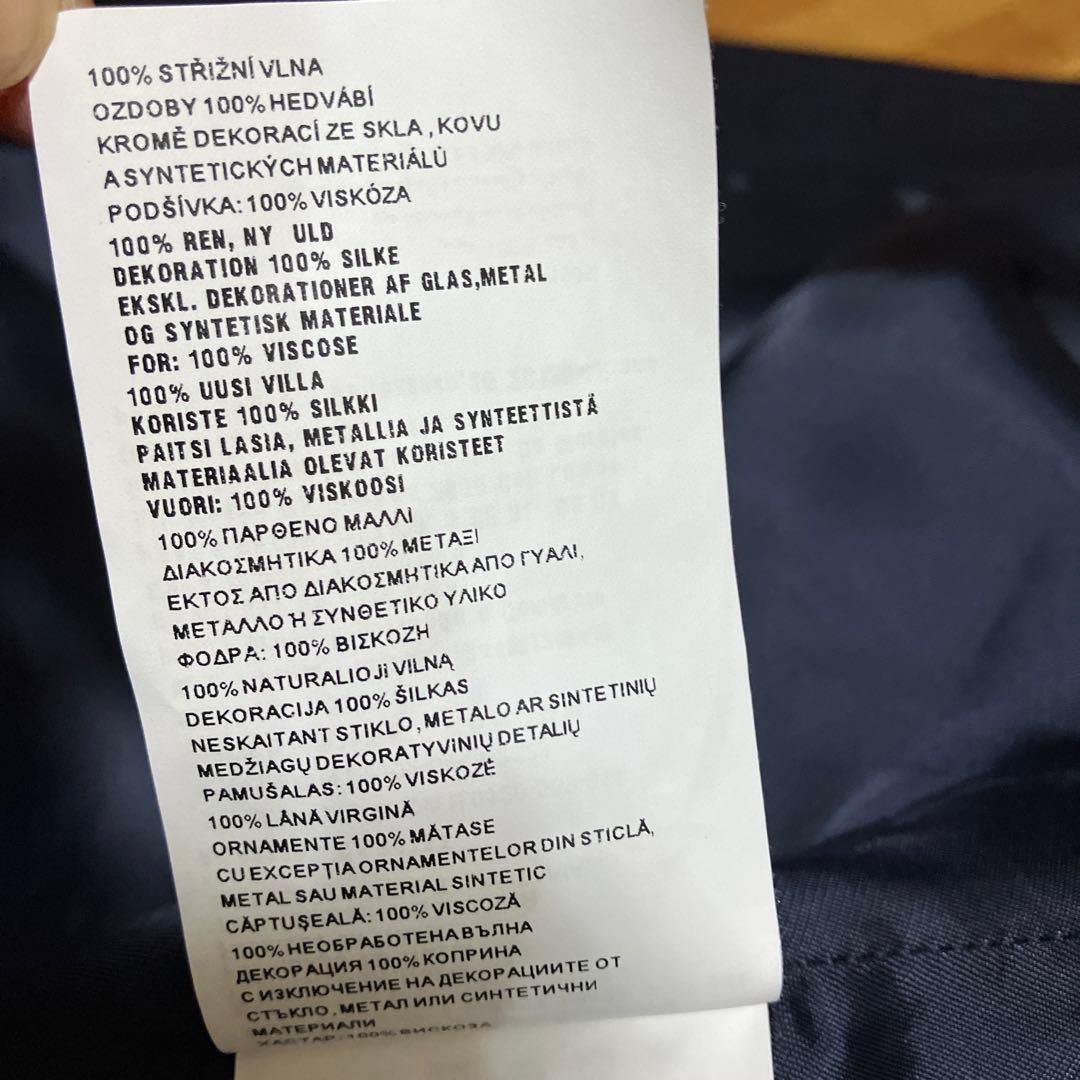 100% STŘIŽNÍ VLNA
OZDOBY 100% HEDVÁBÍ
KROMĚ DEKORACÍ ZE SKLA, KOVU
A SYNTETICKÝCH MATERIÁLŮ
PODŠÍVKA: 100% VISKÓZA
100% REN, NY ULD
DEKORATION 100% SILKE
EKSKL. DEKORATIONER AF GLAS,METAL
OG SYNTETISK MATERIALE
FOR: 100% VISCOSE
100% UUSI VILLA
KORISTE 100% SILKKI
PAITSI LASIA, METALLIA JA SYNTEETTISTÄ
MATERIAALIA OLEVAT KORISTEET
VUORI: 100% VISKOOSI
100% ΠΑΡΘΕΝΟ ΜΑΛΛΙ
ΔΙΑΚΟΣΜΗΤΙΚΑ 100% ΜΕΤΑΞΙ
ΕΚΤΟΣ ΑΠΟ ΔΙΑΚΟΣΜΗΤΙΚΑ ΑΠΟ ΓΥΑΛΙ,
ΜΕΤΑΛΛΟ Ή ΣΥΝΘΕΤΙΚΟ ΥΛΙΚΟ
ΦΟΔΡΑ: 100% ΒΙΣΚΟΖΗ
100% NATURALIOJi VILNĄ
DEKORACIJA 100% ŠILKAS
NESKAITANT STIKLO, METALO AR SINTETINIŲ
MEDŽIAGŲ DEKORATYViNIŲ DETALIŲ
PAMUŠALAS: 100% VISKOZĖ
100% LÂNĂ VIRGINĂ
ORNAMENTE 100% MĂTASE
CU EXCEPȚIA ORNAMENTELOR DIN STICLĂ,
METAL SAU MATERIAL SINTETIC
CĂPTUȘEALĂ: 100% VISCOZĂ
100% НЕОБРАБОТЕНА ВЪЛНА
ДЕКОРАЦИЯ 100% КОПРИНА
С ИЗКЛЮЧЕНИЕ НА ДЕКОРАЦИИТЕ ОТ
СТЪКЛО, МЕТАЛ ИЛИ СИНТЕТИЧНИ
МАТЕРИАЛИ
ХАСТАР: 100% ВИСКОЗА